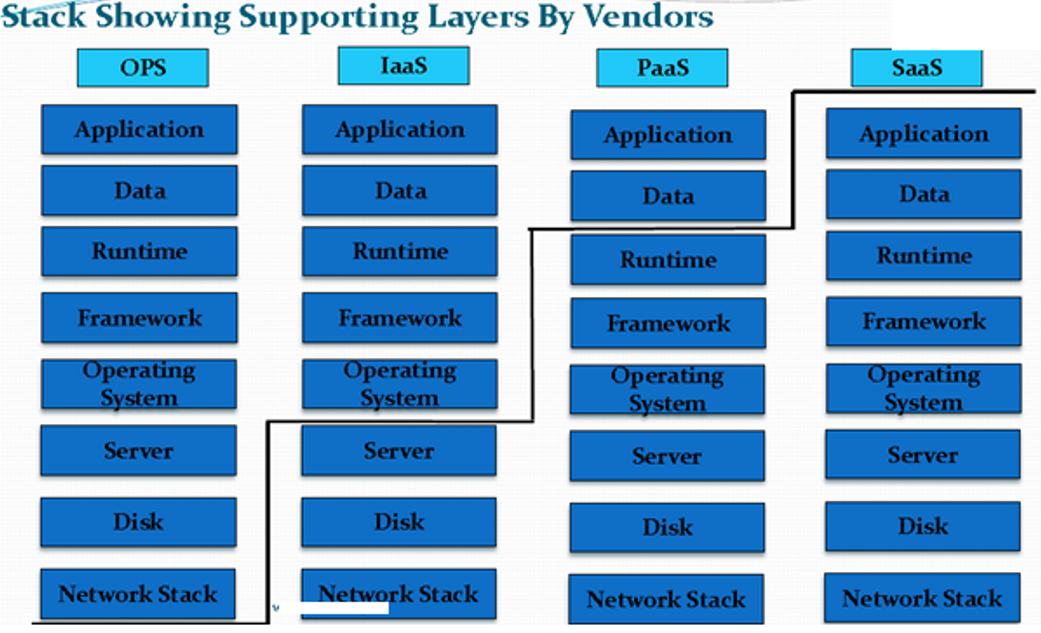 Stack Showing Supporting Layers By Vendors
OPS
Application
Data
Runtime
Framework
Operating
System
Server
Disk
Network Stack
IaaS
Application
Data
Runtime
Framework
Operating
System
Server
Disk
Network Stack
PaaS
Application
Data
Runtime
Framework
Operating
System
Server
Disk
Network Stack
SaaS
Application
Data
Runtime
Framework
Operating
System
Server
Disk
Network Stack